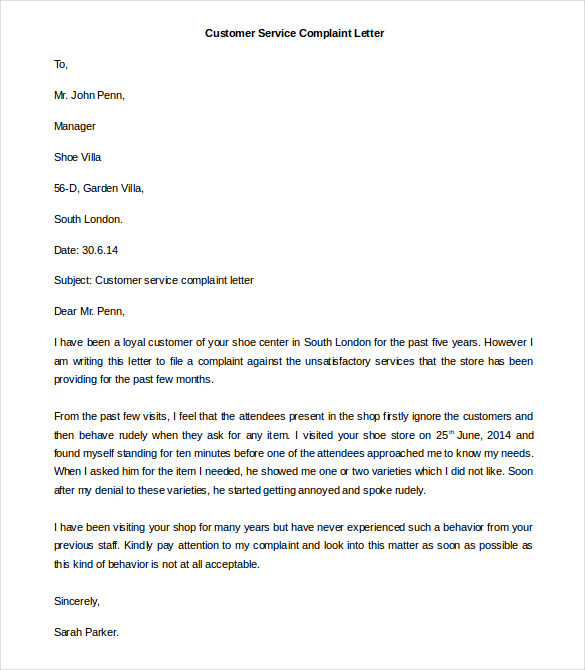 Customer Service Complaint Letter
To,
Mr. John Penn,
Manager
Shoe Villa
56-D, Garden Villa,
South London.
Date: 30.6.14
Subject: Customer service complaint letter
Dear Mr. Penn,
I have been a loyal customer of your shoe center in South London for the past five years. However I
am writing this letter to file a complaint against the unsatisfactory services that the store has been
providing for the past few months.
From the past few visits, I feel that the attendees present in the shop firstly ignore the customers and
then behave rudely when they ask for any item. I visited your shoe store on 25th June, 2014 and
found myself standing for ten minutes before one of the attendees approached me to know my needs.
When I asked him for the item I needed, he showed me one or two varieties which I did not like. Soon
after my denial to these varieties, he started getting annoyed and spoke rudely.
I have been visiting your shop for many years but have never experienced such a behavior from your
previous staff. Kindly pay attention to my complaint and look into this matter as soon as possible as
this kind of behavior is not at all acceptable.
Sincerely,
Sarah Parker.